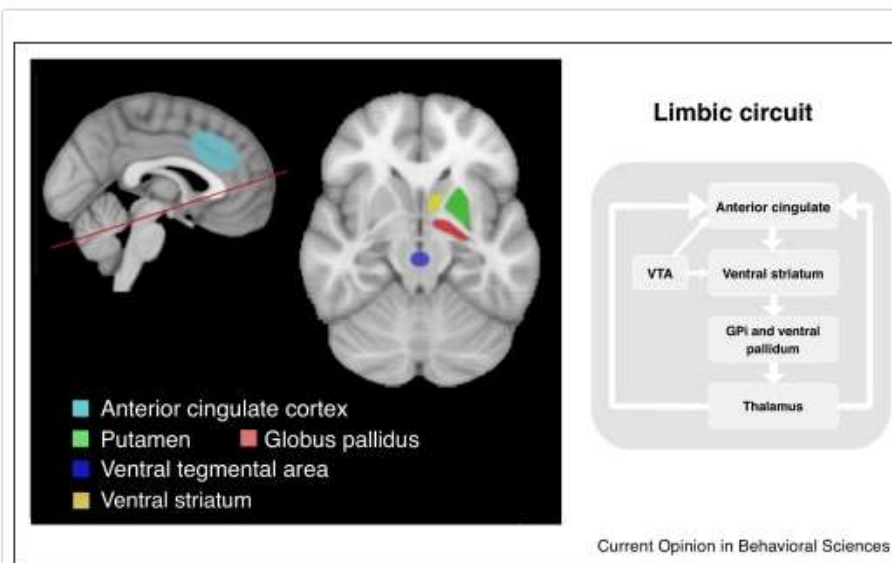 Limbic circuit
Anterior cingulate
VTA
Ventral striatum
GPi and ventral
pallidum
Thalamus
Anterior cingulate cortex
Putamen Globus pallidus
Ventral tegmental area
Ventral striatum
Current Opinion in Behavioral Sciences